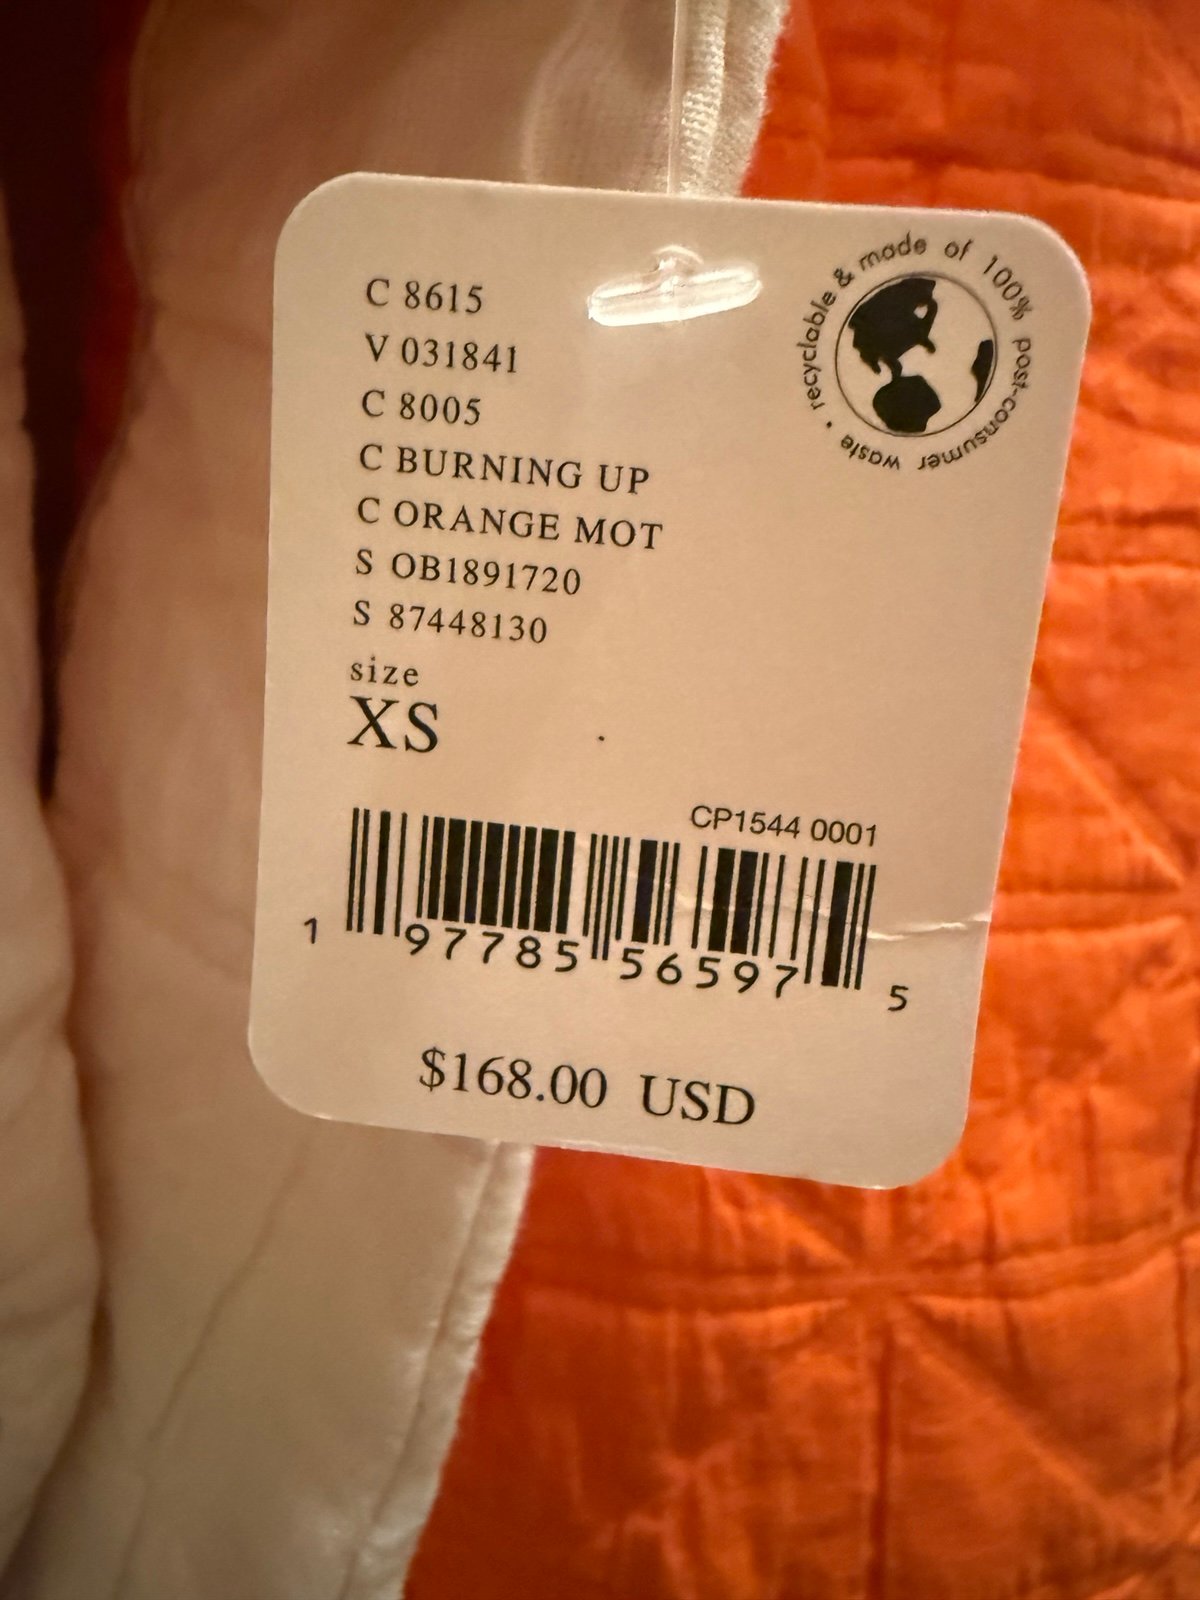 C 8615
V 031841
C 8005
C BURNING UP
C ORANGE MOT
S OB1891720
S 87448130
size
XS
recyclable & made of 100% post-consumer waste •
CP1544 0001
1 97785 56597 5
$168.00 USD